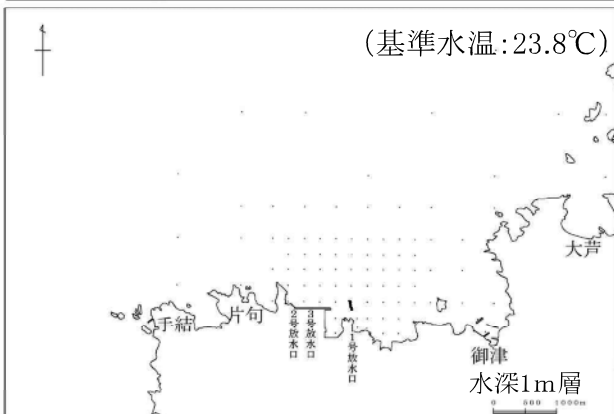 (基準水温:23.8℃)
大芦
手結
片句
2号放水口
3号放水口
1号放水口
御津
水深1m層
0 500 1000m